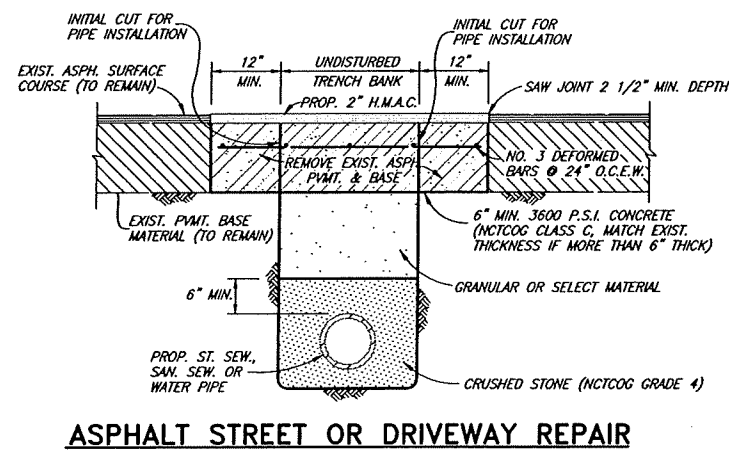 INITIAL CUT FOR
PIPE INSTALLATION
INITIAL CUT FOR
PIPE INSTALLATION
12"
MIN.
UNDISTURBED
TRENCH BANK
12"
MIN.
EXIST. ASPH. SURFACE
COURSE (TO REMAIN)
SAW JOINT 2 1/2" MIN. DEPTH
PROP. 2" H.M.A.C.
REMOVE EXIST. ASPH.
PVMT. & BASE
NO. 3 DEFORMED
BARS @ 24" O.C.E.W.
EXIST. PVMT. BASE
MATERIAL (TO REMAIN)
6" MIN. 3600 P.S.I. CONCRETE
(NCTCOG CLASS C, MATCH EXIST.
THICKNESS IF MORE THAN 6" THICK)
6" MIN.
GRANULAR OR SELECT MATERIAL
PROP. ST. SEW.,
SAN. SEW. OR
WATER PIPE
CRUSHED STONE (NCTCOG GRADE 4)
ASPHALT STREET OR DRIVEWAY REPAIR